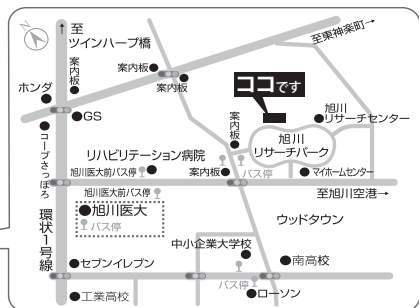 N
↑至
ツインハープ橋
至東神楽町→
案内板
案内板
案内板
ホンダ
GS
ココです
旭川
リサーチセンター
案内板
旭川
リサーチパーク
コープさっぽろ
リハビリテーション病院
旭川医大前バス停
案内板
バス停
マイホームセンター
旭川医大前バス停
至旭川空港→
旭川医大
バス停
環状1号線
ウッドタウン
中小企業大学校
セブンイレブン
南高校
バス停
工業高校
ローソン